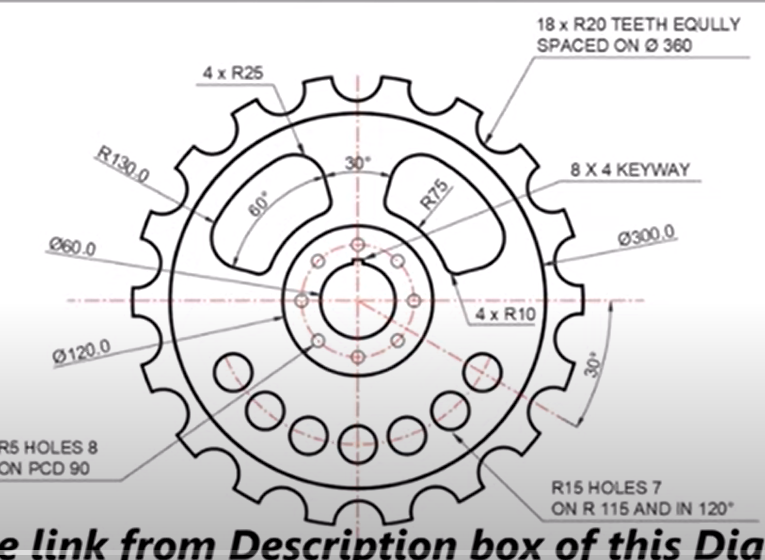 18 x R20 TEETH EQULLY
SPACED ON Ø 360
4 x R25
R130.0
30°
8 X 4 KEYWAY
60°
R75
Ø60.0
Ø300.0
4 x R10
Ø120.0
30°
R5 HOLES 8
ON PCD 90
R15 HOLES 7
ON R 115 AND IN 120°
e link from Description box of this Dia